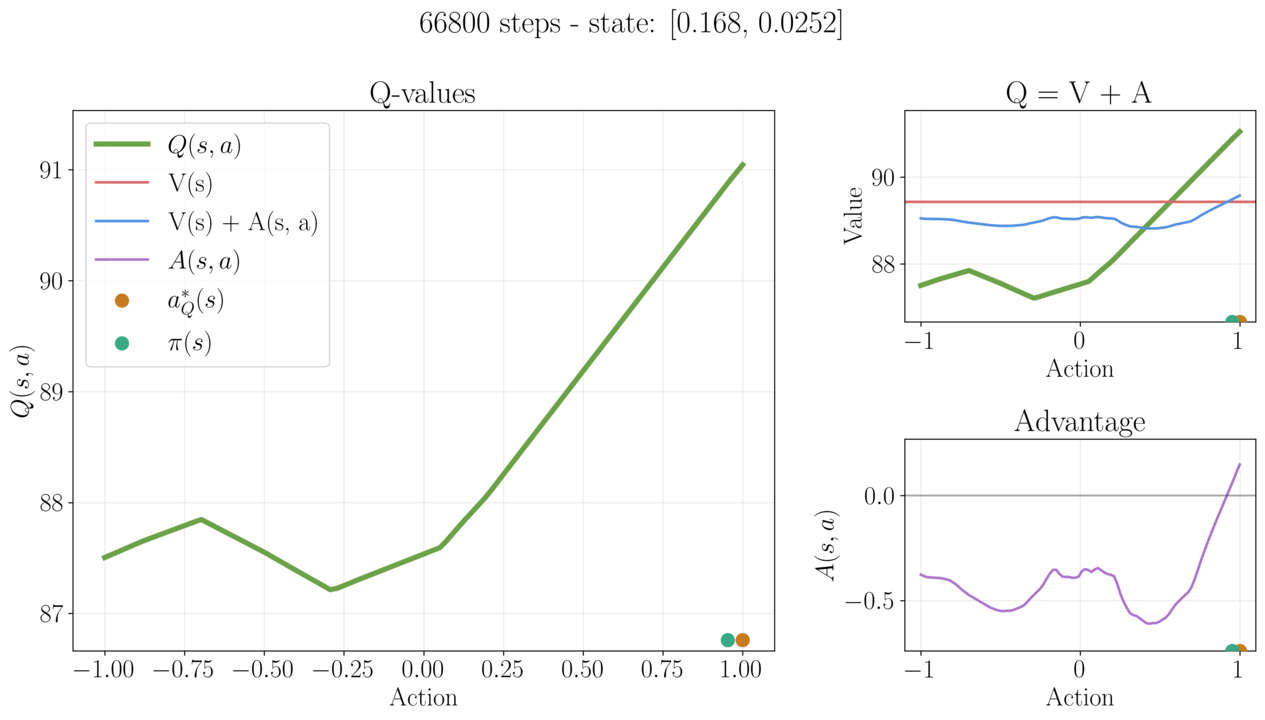 66800 steps - state: [0.168, 0.0252]
Q-values
Q(s, a)
V(s)
V(s) + A(s, a)
A(s, a)
a*Q(s)
π(s)
91
90
89
88
87
Q(s, a)
−1.00 −0.75 −0.50 −0.25 0.00 0.25 0.50 0.75 1.00
Action
Q = V + A
90
88
Value
−1 0 1
Action
Advantage
0.0
−0.5
A(s, a)
−1 0 1
Action